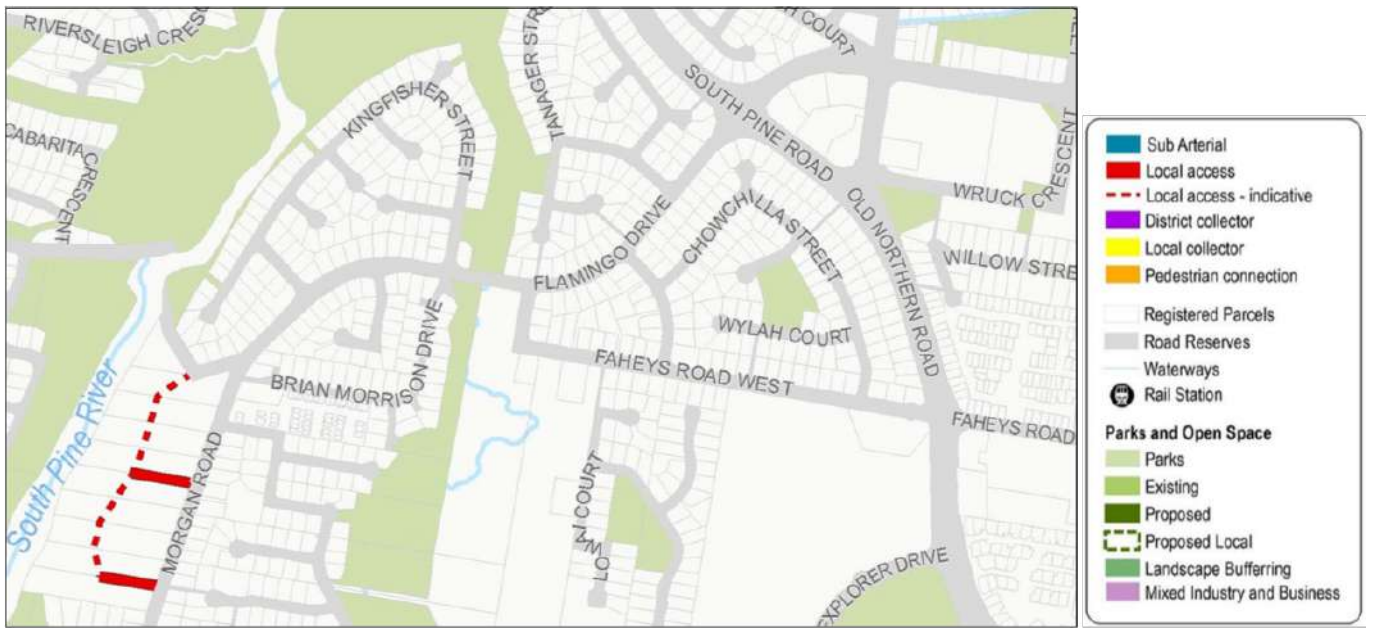 RIVERSLEIGH CRESC
CABARITA
CRESCENT
KINGFISHER STREET
TANAGER STRE
H COURT
SOUTH PINE ROAD
OLD NORTHERN ROAD
WRUCK CRESCENT
WILLOW STRE
CHOWCHILLA STREET
FLAMINGO DRIVE
WYLAH COURT
FAHEYS ROAD WEST
FAHEYS ROAD
BRIAN MORRISON DRIVE
MORGAN ROAD
South Pine River
COURT
EXPLORER DRIVE
Sub Arterial
Local access
Local access - indicative
District collector
Local collector
Pedestrian connection
Registered Parcels
Road Reserves
Waterways
Rail Station
Parks and Open Space
Parks
Existing
Proposed
Proposed Local
Landscape Bufferring
Mixed Industry and Business